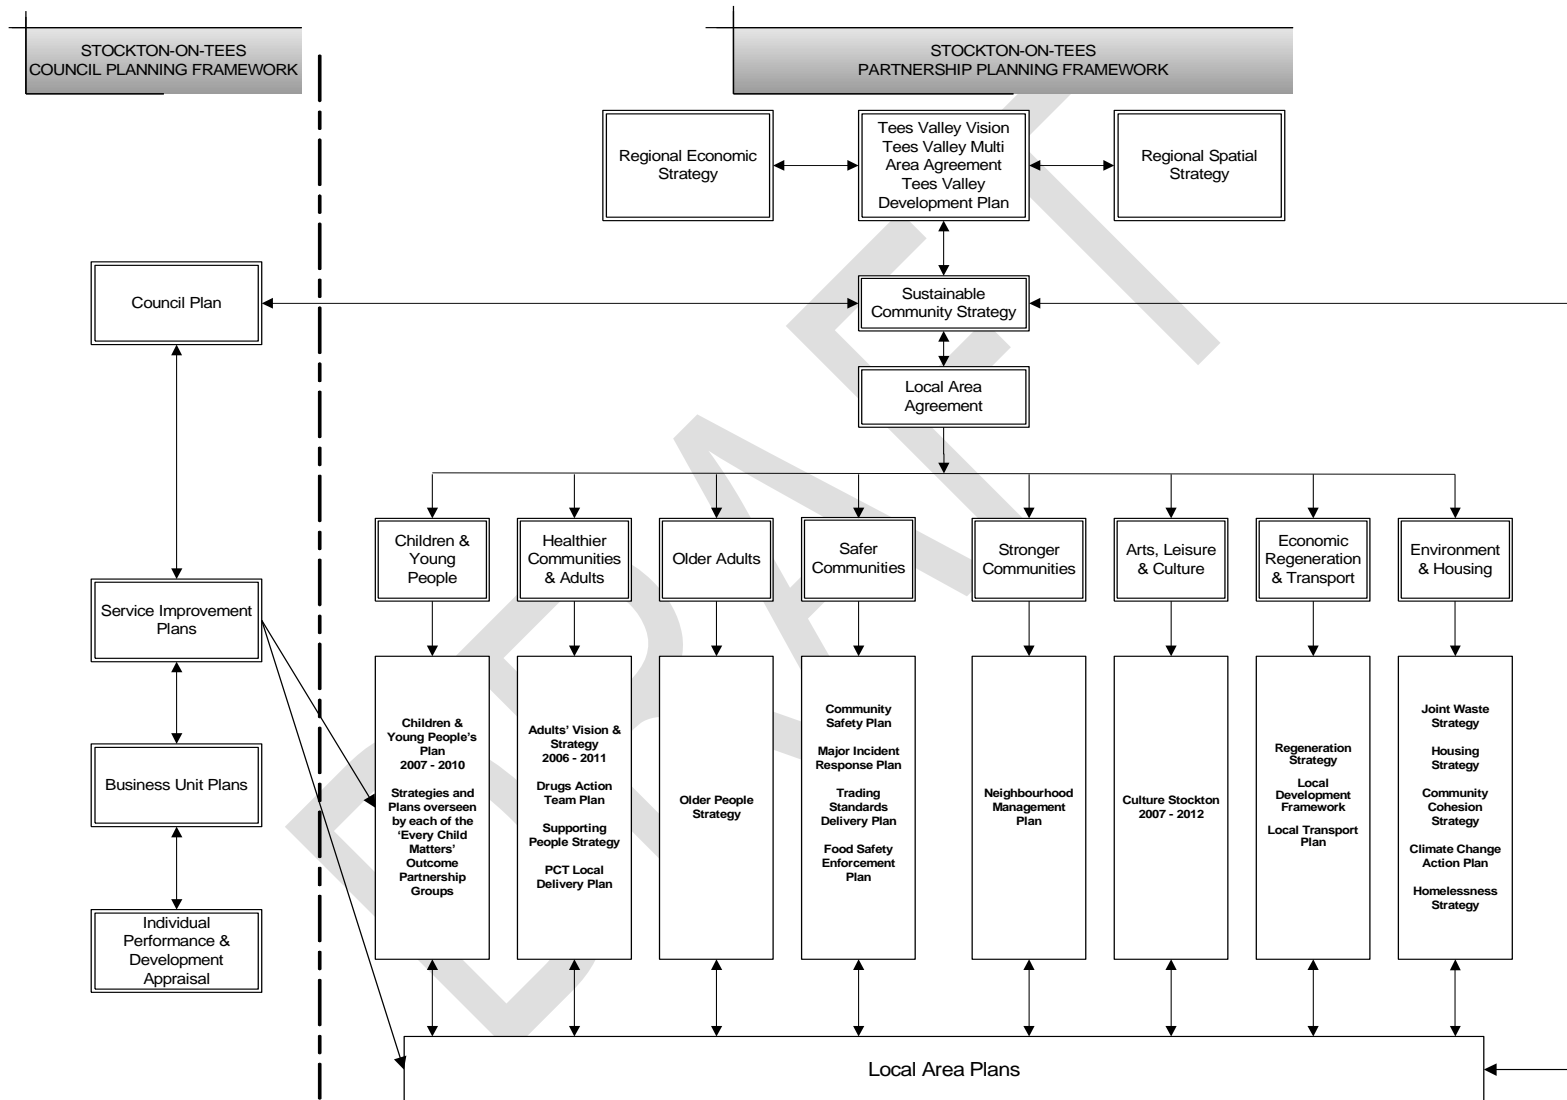 STOCKTON-ON-TEES
COUNCIL PLANNING FRAMEWORK
STOCKTON-ON-TEES
PARTNERSHIP PLANNING FRAMEWORK
Regional Economic
Strategy
Tees Valley Vision
Tees Valley Multi
Area Agreement
Tees Valley
Development Plan
Regional Spatial
Strategy
Council Plan
Sustainable
Community Strategy
Local Area
Agreement
Service Improvement
Plans
Business Unit Plans
Individual
Performance &
Development
Appraisal
Children &
Young
People
Healthier
Communities
& Adults
Older Adults
Safer
Communities
Stronger
Communities
Arts, Leisure
& Culture
Economic
Regeneration
& Transport
Environment
& Housing
Children &
Young People's
Plan
2007 - 2010
Strategies and
Plans overseen
by each of the
‘Every Child
Matters’
Outcome
Partnership
Groups
Adults’ Vision &
Strategy
2006 - 2011
Drugs Action
Team Plan
Supporting
People Strategy
PCT Local
Delivery Plan
Older People
Strategy
Community
Safety Plan
Major Incident
Response Plan
Trading
Standards
Delivery Plan
Food Safety
Enforcement
Plan
Neighbourhood
Management
Plan
Culture Stockton
2007 - 2012
Regeneration
Strategy
Local
Development
Framework
Local Transport
Plan
Joint Waste
Strategy
Housing
Strategy
Community
Cohesion
Strategy
Climate Change
Action Plan
Homelessness
Strategy
Local Area Plans
DRAFT